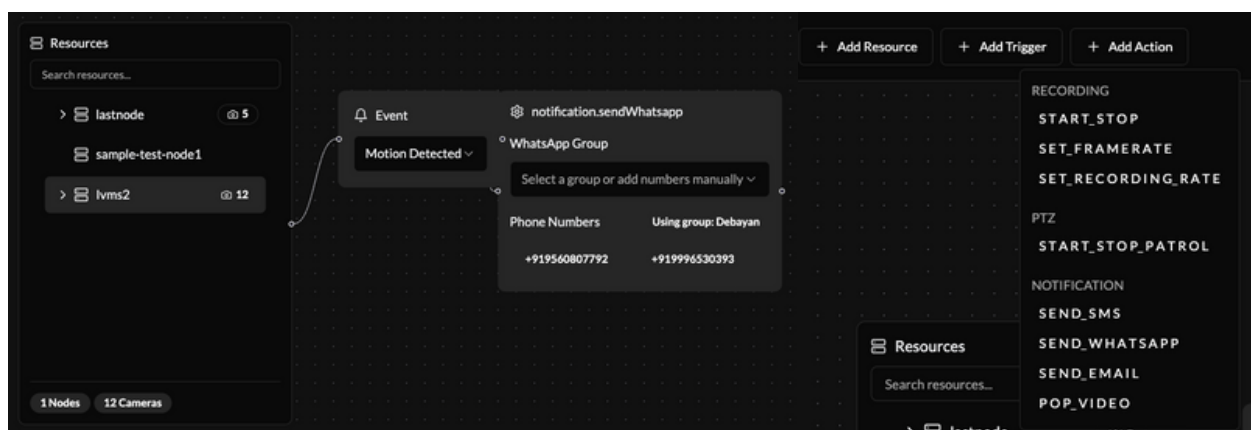 Resources
Search resources...
lastnode 5
sample-test-node1
lvms2 12
1 Nodes 12 Cameras
Event
Motion Detected
notification.sendWhatsapp
WhatsApp Group
Select a group or add numbers manually
Phone Numbers Using group: Debayan
+919560807792 +919996530393
+ Add Resource + Add Trigger + Add Action
RECORDING
START_STOP
SET_FRAMERATE
SET_RECORDING_RATE
PTZ
START_STOP_PATROL
NOTIFICATION
SEND_SMS
SEND_WHATSAPP
SEND_EMAIL
POP_VIDEO
Resources
Search resources...